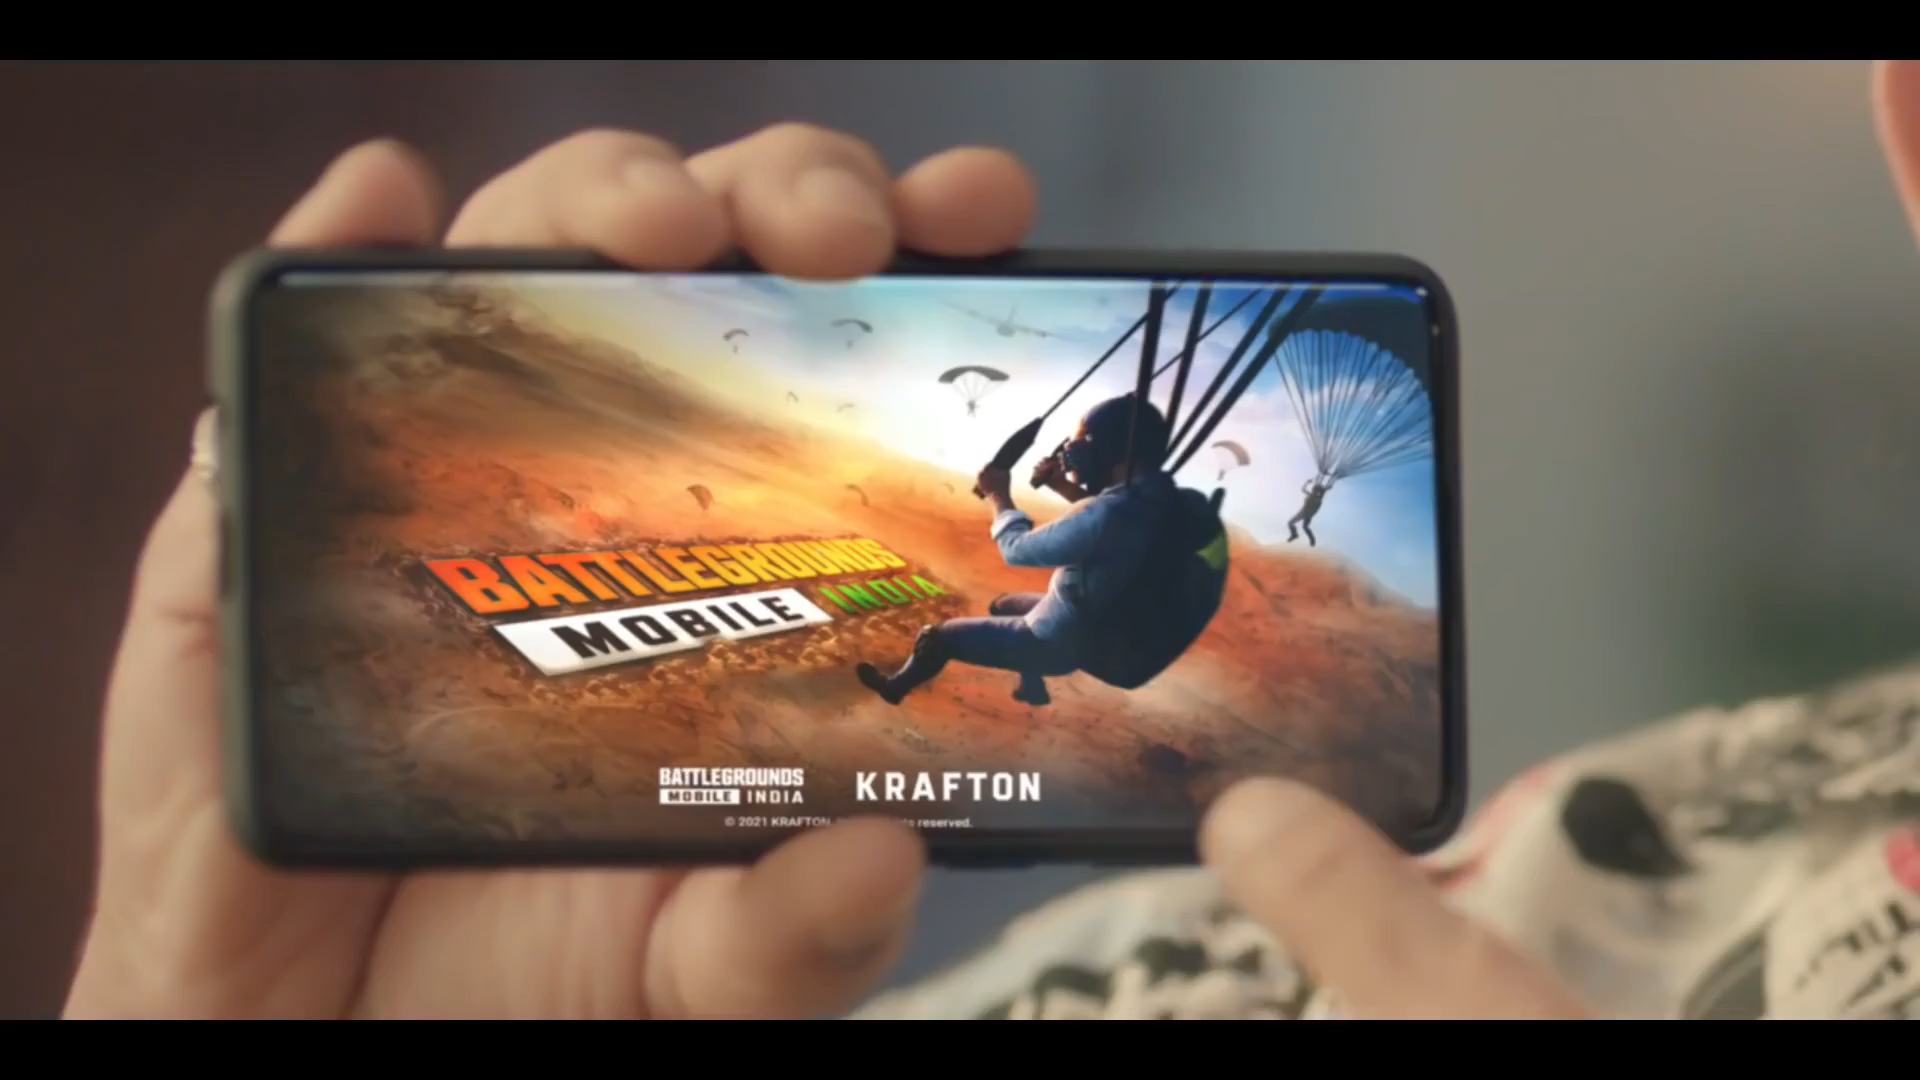 BATTLEGROUNDS
MOBILE INDIA
BATTLEGROUNDS
MOBILE INDIA
KRAFTON
© 2021 KRAFTON, reserved.